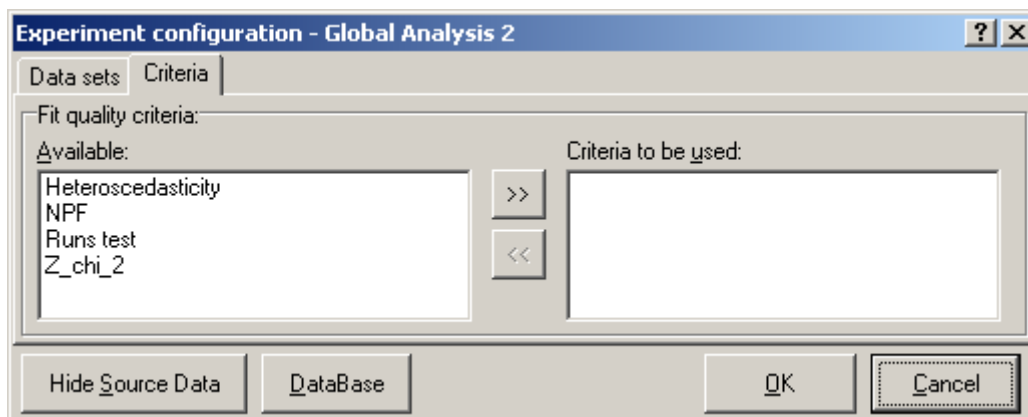 Experiment configuration - Global Analysis 2
Data sets Criteria
Fit quality criteria:
Available: Criteria to be used:
Heteroscedasticity
NPF
Runs test
Z_chi_2
>>
<<
Hide Source Data DataBase OK Cancel